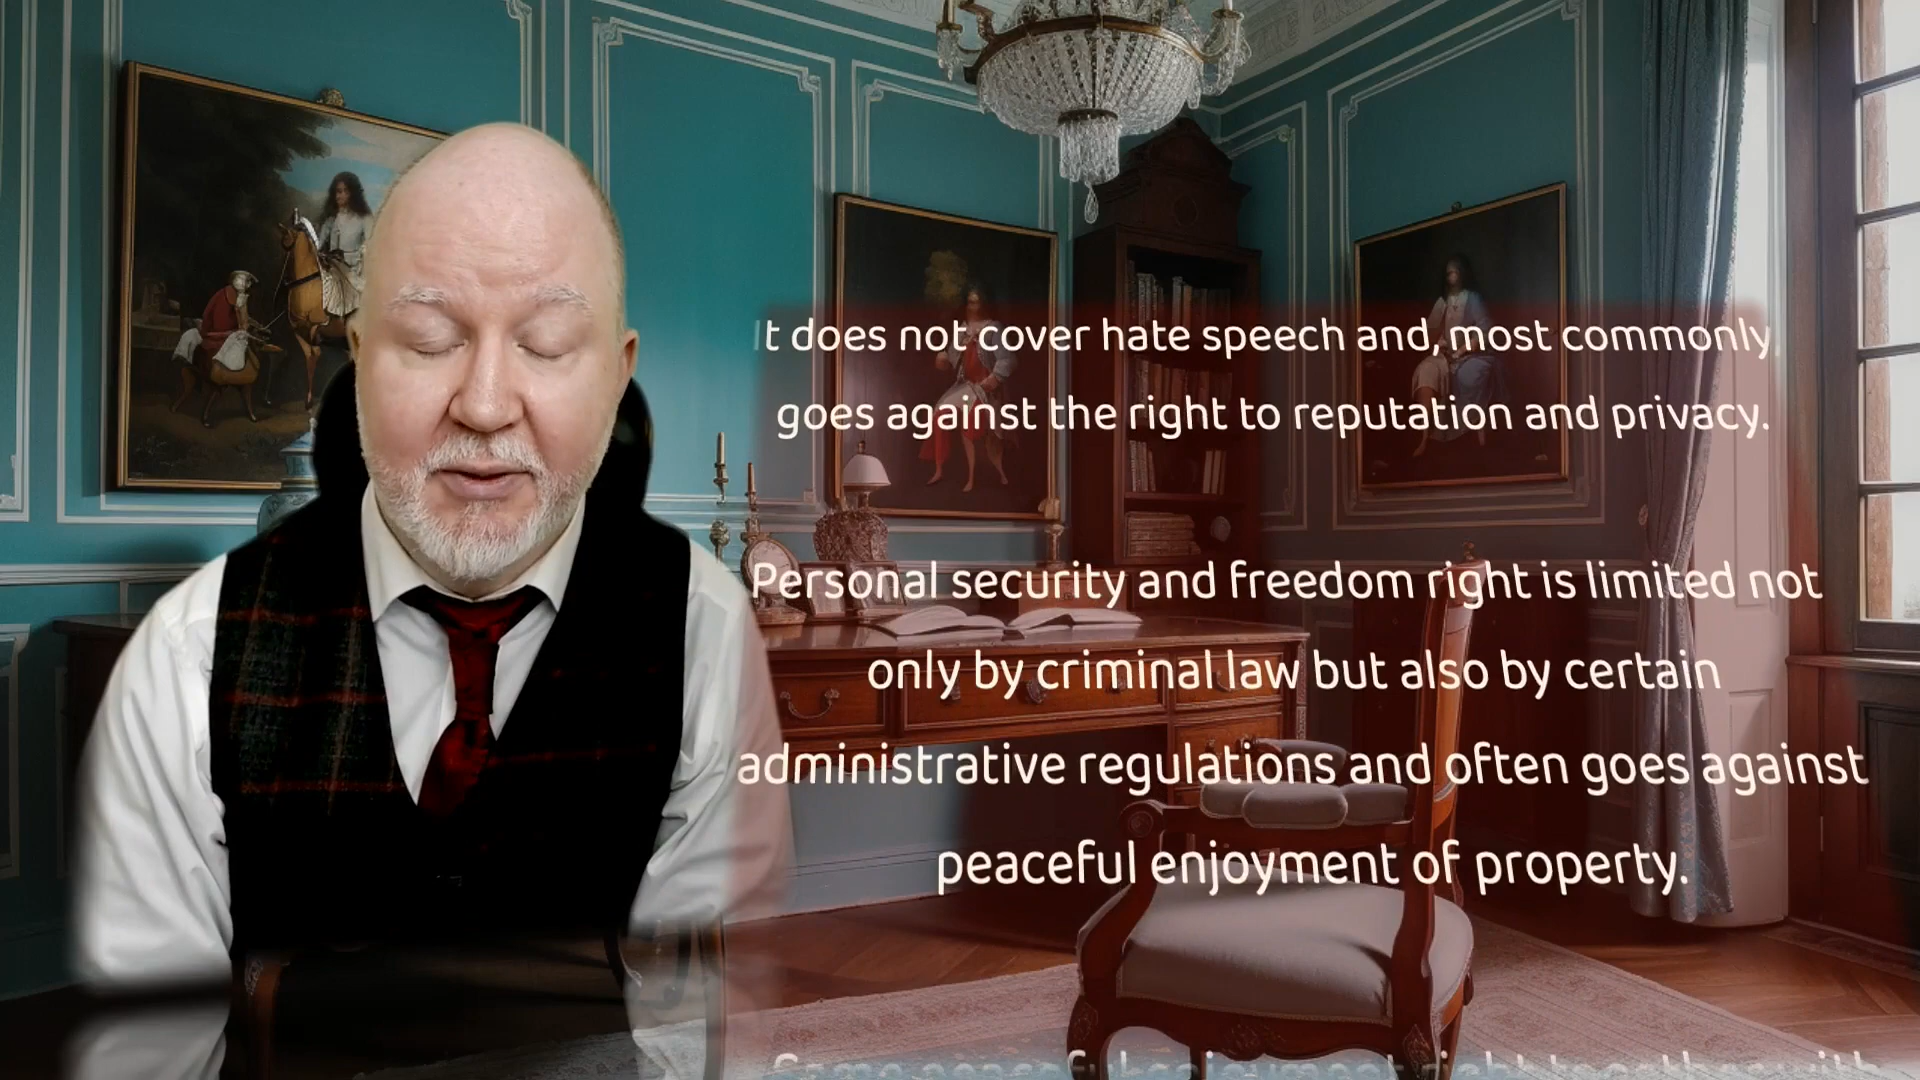 It does not cover hate speech and, most commonly,
goes against the right to reputation and privacy.
Personal security and freedom right is limited not
only by criminal law but also by certain
administrative regulations and often goes against
peaceful enjoyment of property.